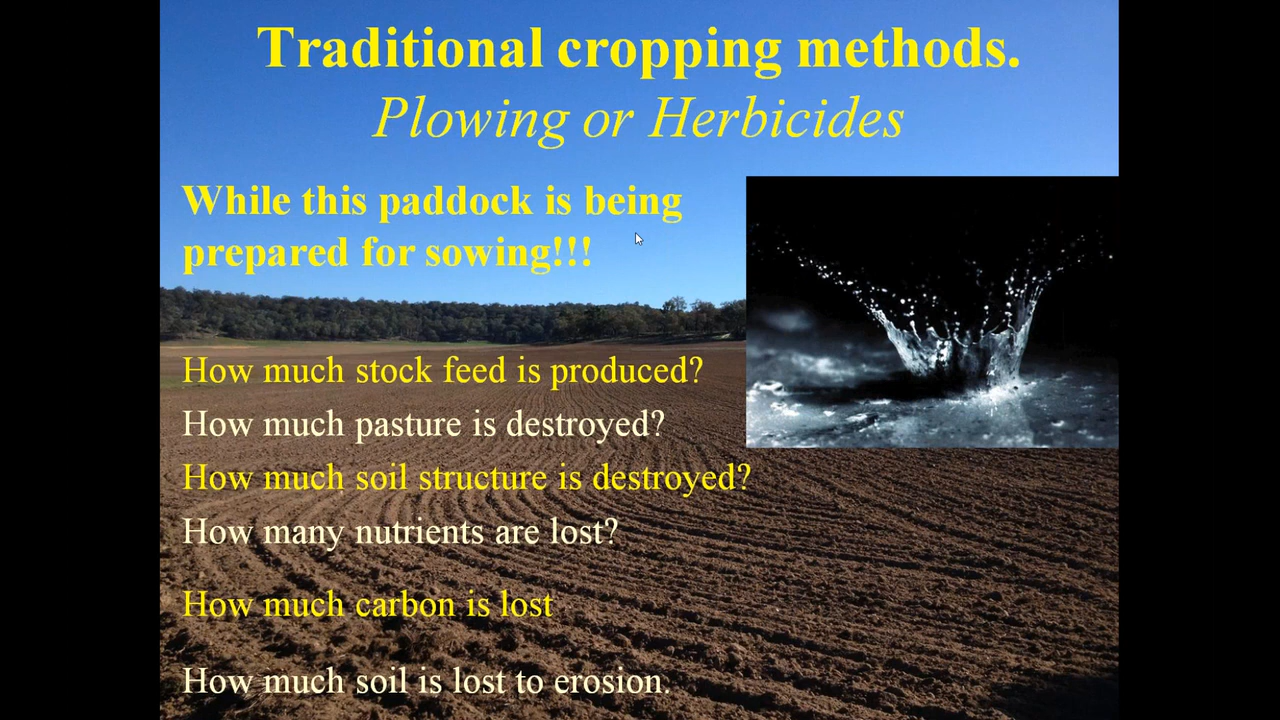 Traditional cropping methods.
Plowing or Herbicides
While this paddock is being
prepared for sowing!!!
How much stock feed is produced?
How much pasture is destroyed?
How much soil structure is destroyed?
How many nutrients are lost?
How much carbon is lost
How much soil is lost to erosion.